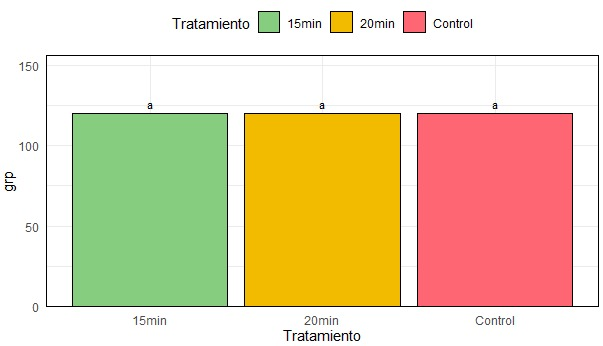 Tratamiento 15min 20min Control
150
100
50
0
grp
a a a
15min 20min Control
Tratamiento